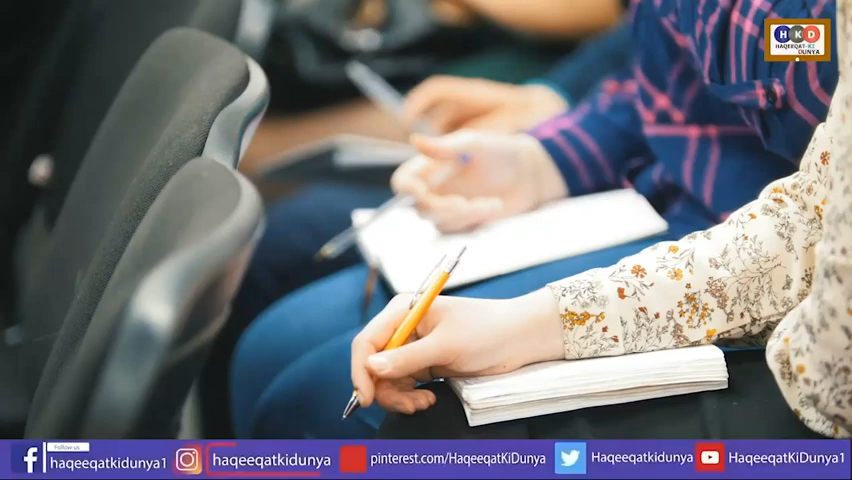 HKD
HAQEEQAT-KI
DUNYA
Follow us
haqeeqatkidunya1
haqeeqatkidunya
pinterest.com/HaqeeqatKiDunya
HaqeeqatKidunya
HaqeeqatKiDunya1